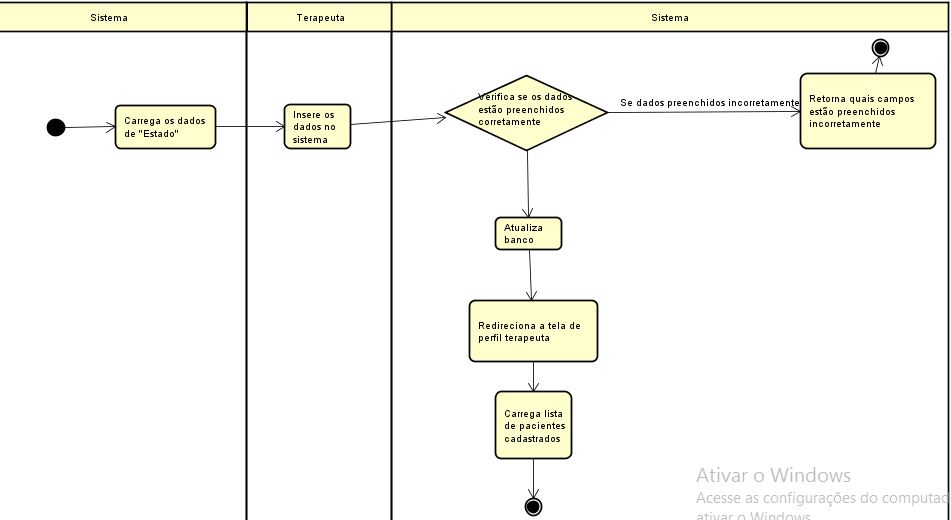 Sistema
Terapeuta
Sistema
Carrega os dados
de "Estado"
Insere os
dados no
sistema
Verifica se os dados
estão preenchidos
corretamente
Se dados preenchidos incorretamente
Retorna quais campos
estão preenchidos
incorretamente
Atualiza
banco
Redireciona a tela de
perfil terapeuta
Carrega lista
de pacientes
cadastrados
Ativar o Windows
Acesse as configurações do computad
ativar o Windows